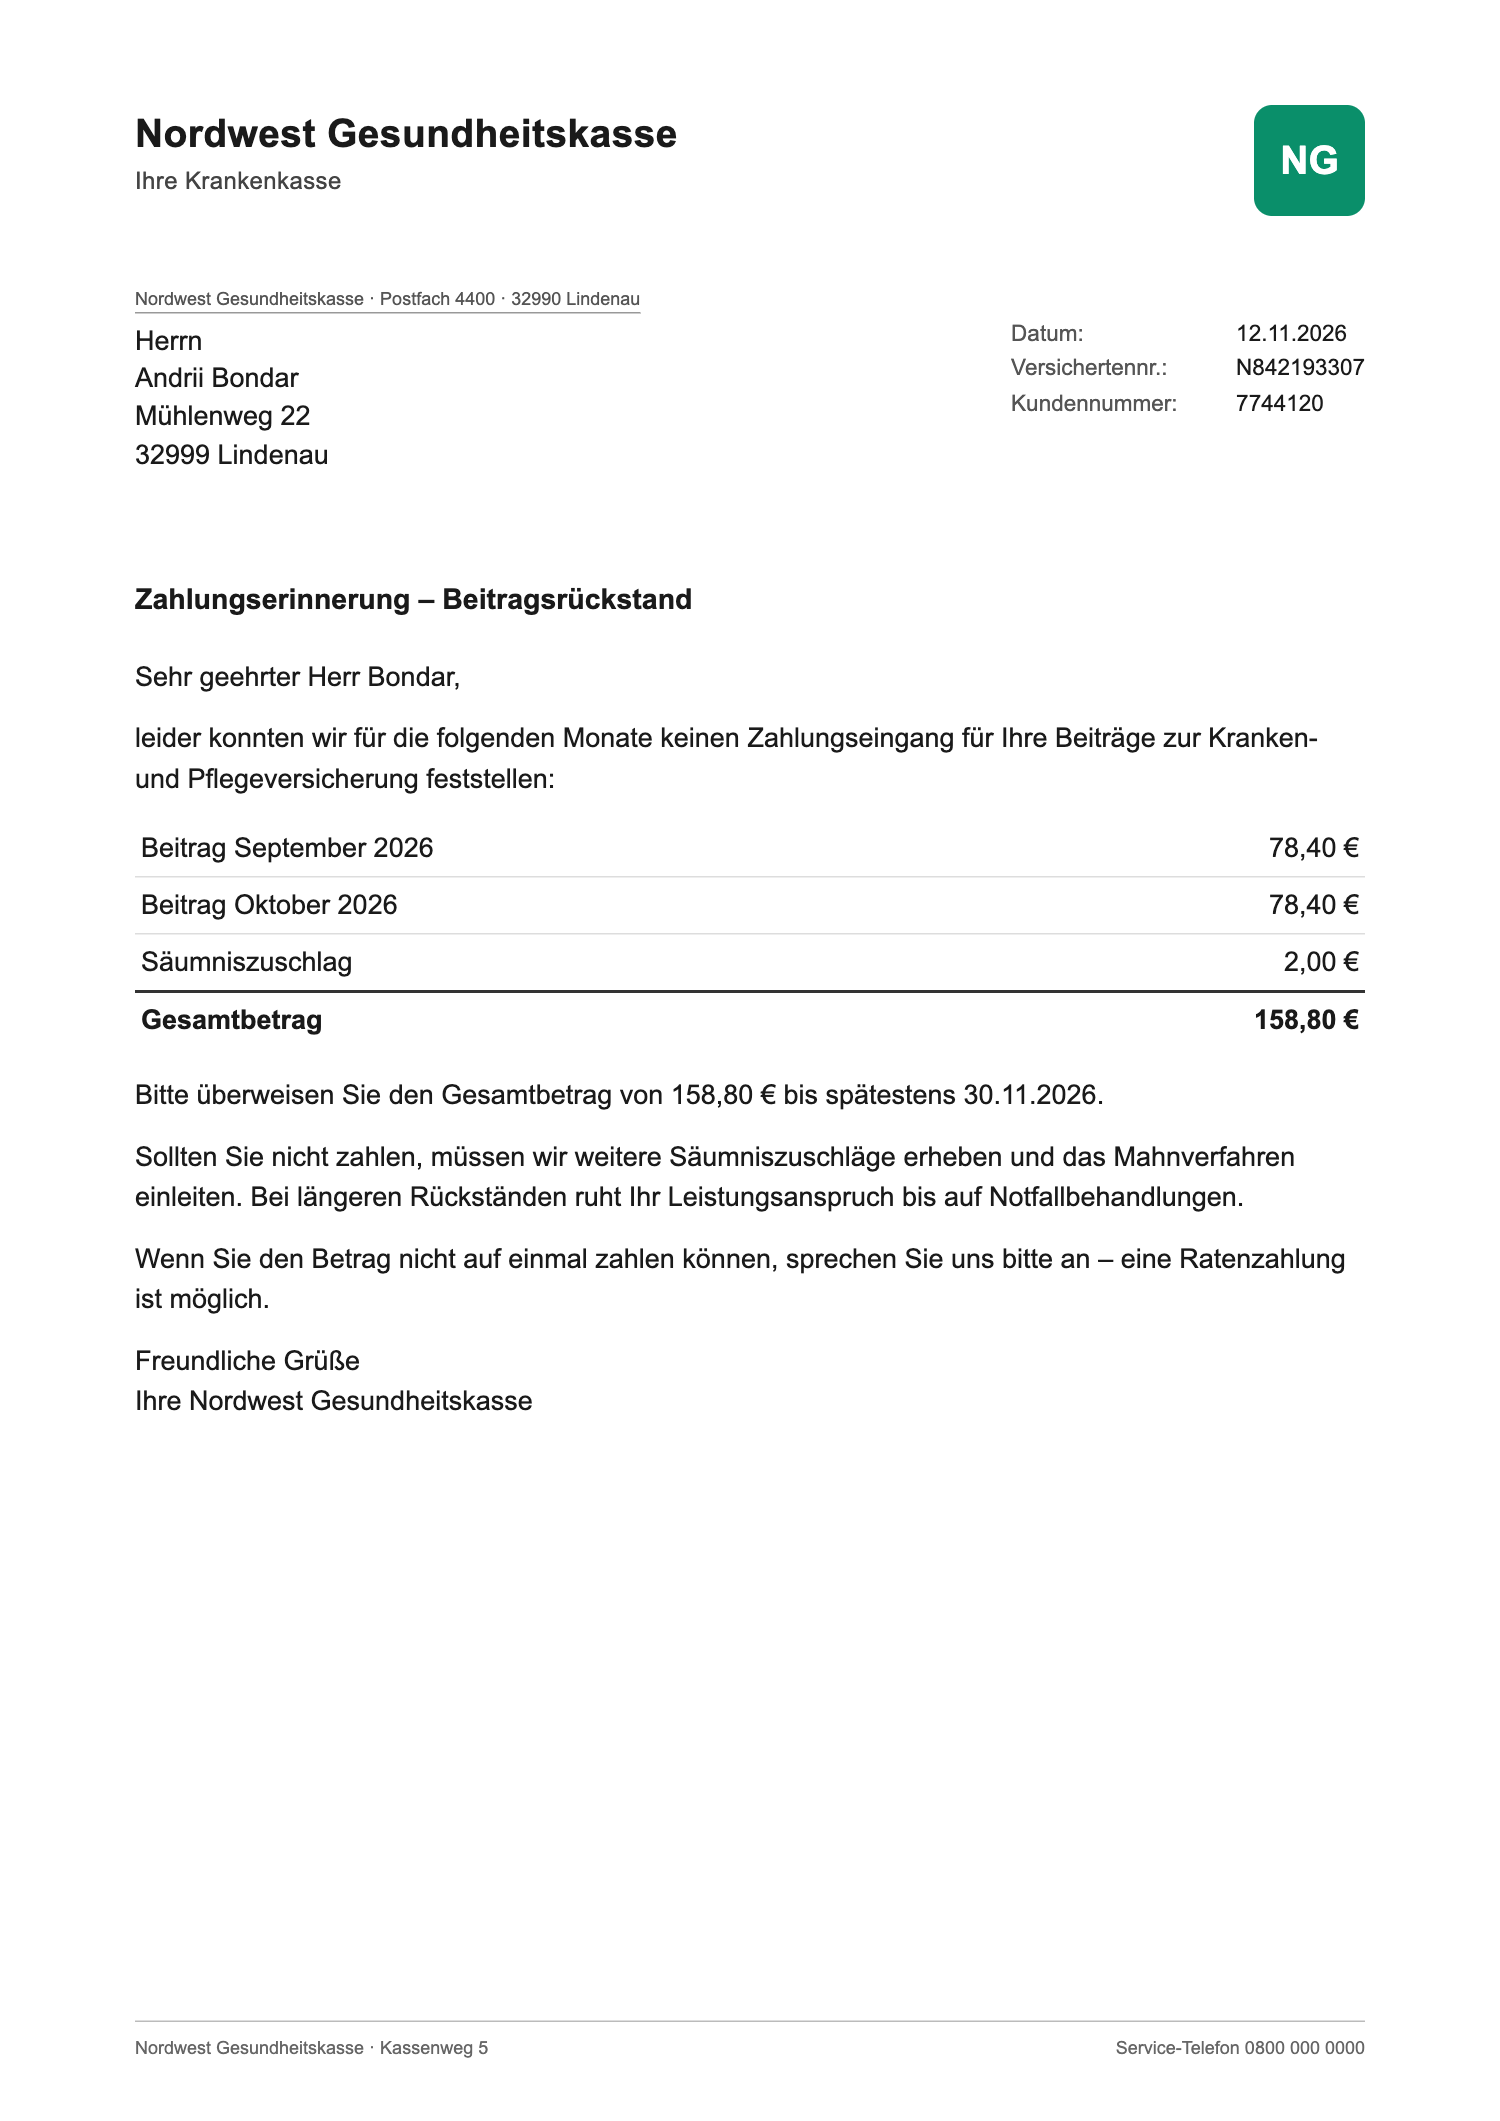 Nordwest Gesundheitskasse
Ihre Krankenkasse
NG
Nordwest Gesundheitskasse · Postfach 4400 · 32990 Lindenau
Herrn
Andrii Bondar
Mühlenweg 22
32999 Lindenau
Datum: 12.11.2026
Versichertennr.: N842193307
Kundennummer: 7744120
Zahlungserinnerung – Beitragsrückstand
Sehr geehrter Herr Bondar,
leider konnten wir für die folgenden Monate keinen Zahlungseingang für Ihre Beiträge zur Kranken-
und Pflegeversicherung feststellen:
Beitrag September 2026 78,40 €
Beitrag Oktober 2026 78,40 €
Säumniszuschlag 2,00 €
Gesamtbetrag 158,80 €
Bitte überweisen Sie den Gesamtbetrag von 158,80 € bis spätestens 30.11.2026.
Sollten Sie nicht zahlen, müssen wir weitere Säumniszuschläge erheben und das Mahnverfahren
einleiten. Bei längeren Rückständen ruht Ihr Leistungsanspruch bis auf Notfallbehandlungen.
Wenn Sie den Betrag nicht auf einmal zahlen können, sprechen Sie uns bitte an – eine Ratenzahlung
ist möglich.
Freundliche Grüße
Ihre Nordwest Gesundheitskasse
Nordwest Gesundheitskasse · Kassenweg 5
Service-Telefon 0800 000 0000